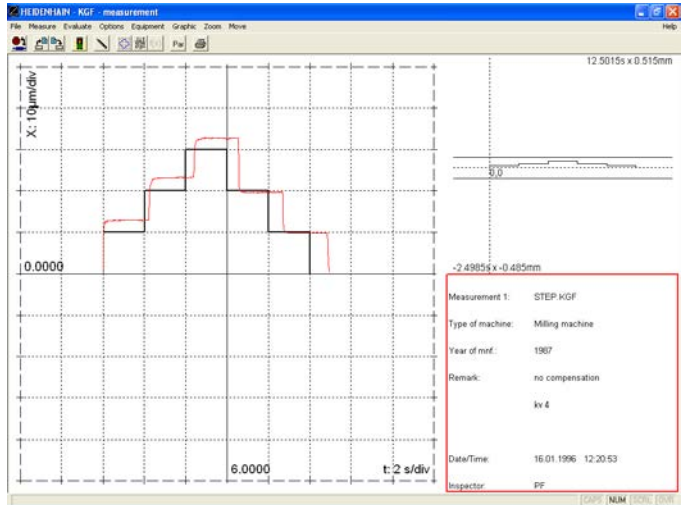 HEIDENHAIN - KGF - measurement
File Measure Evaluate Options Equipment Graphic Zoom Move Help
Par
X: 10µm/div
12.5015s x 0.515mm
0,0
0.0000
-2.4985s x -0.485mm
Measurement 1: STEP.KGF
Type of machine: Milling machine
Year of mnf.: 1987
Remark: no compensation
kv 4
6.0000 t: 2 s/div
Date/Time: 16.01.1996 12:20:53
Inspector: PF
CAPS NUM SCRL OVR